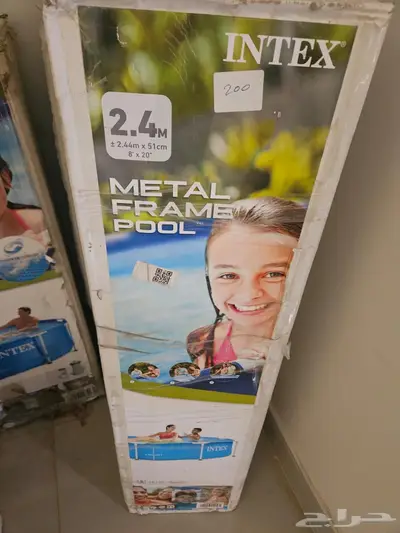 INTEX
200
2.4M
± 2.44m x 51cm
8' x 20"
METAL
FRAME
POOL
INTEX
INTEX
حراج